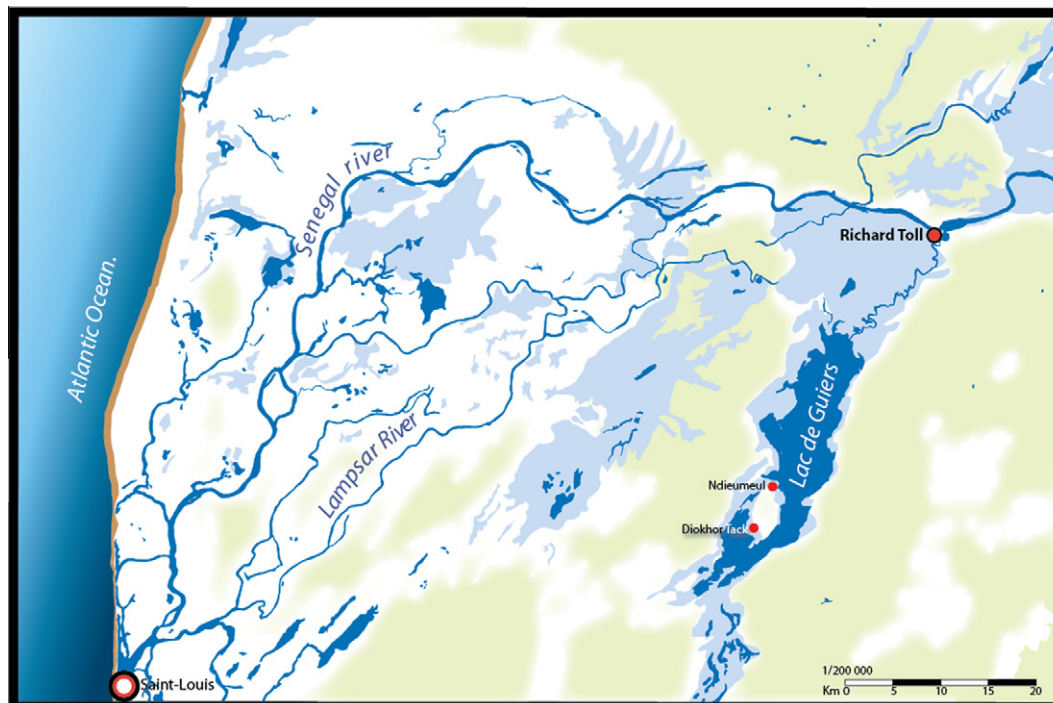 Senegal river
Richard Toll
Atlantic Ocean.
Lac de Guiers
Lampsar River
Ndieumeul
Diokhor Tack
Saint-Louis
1/200 000
Km 0 5 10 15 20